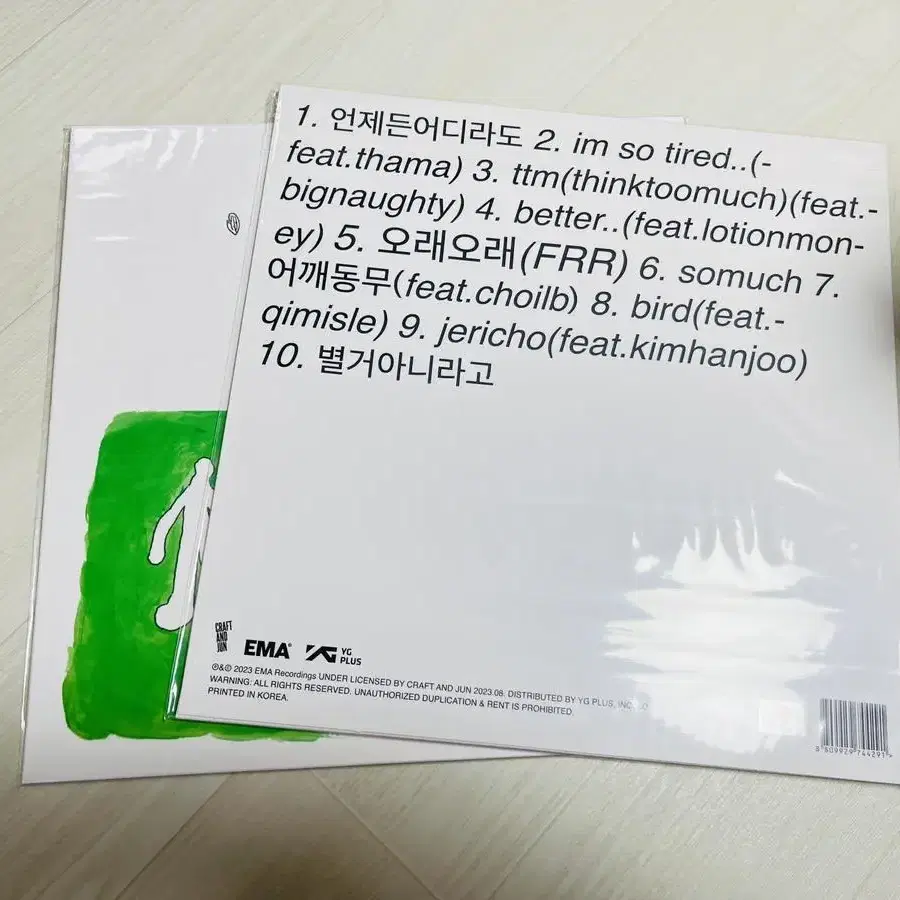 1. 언제든어디라도 2. im so tired..(-
feat.thama) 3. ttm(thinktoomuch)(feat.-
bignaughty) 4. better..(feat.lotionmon-
ey) 5. 오래오래(FRR) 6. somuch 7.
어깨동무(feat.choilb) 8. bird(feat.-
qimisle) 9. jericho(feat.kimhanjoo)
10. 별거아니라고
CRAFT
AND
JUN
EMA
YG
PLUS
℗&© 2023 EMA Recordings UNDER LICENSED BY CRAFT AND JUN 2023.08. DISTRIBUTED BY YG PLUS, INC.
WARNING: ALL RIGHTS RESERVED. UNAUTHORIZED DUPLICATION & RENT IS PROHIBITED.
PRINTED IN KOREA.
8 809929 744291 >